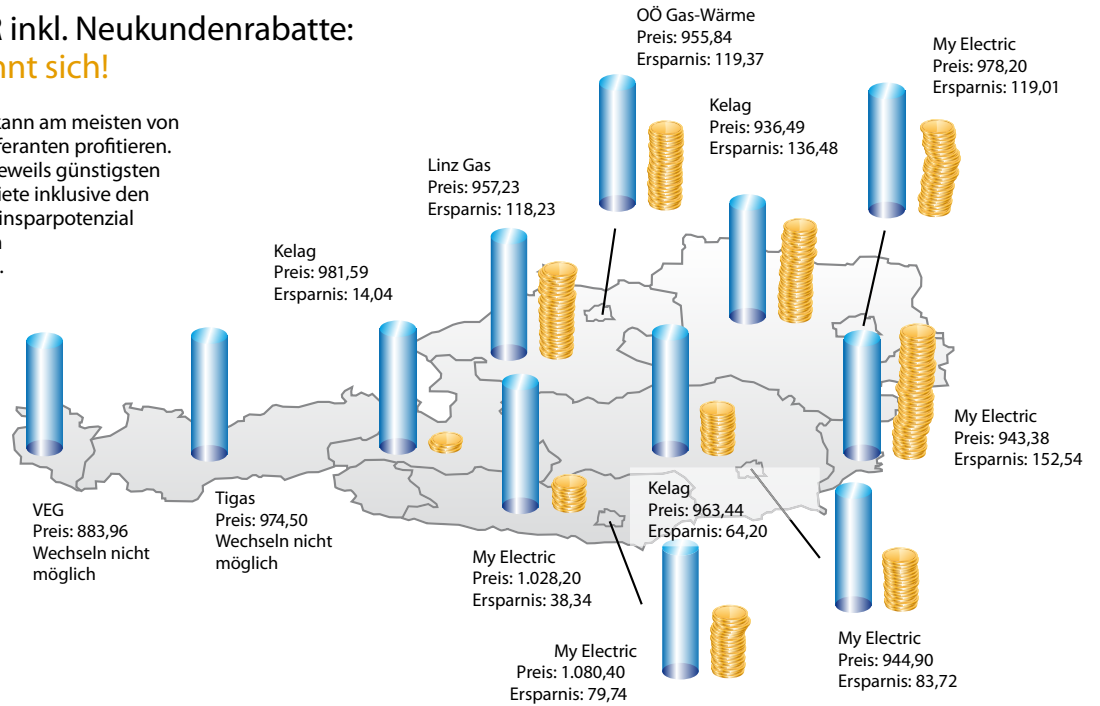 R inkl. Neukundenrabatte:
nnt sich!
kann am meisten von
feranten profitieren.
eweils günstigsten
iete inklusive den
insparpotenzial
.
OÖ Gas-Wärme
Preis: 955,84
Ersparnis: 119,37
My Electric
Preis: 978,20
Ersparnis: 119,01
Kelag
Preis: 936,49
Ersparnis: 136,48
Linz Gas
Preis: 957,23
Ersparnis: 118,23
Kelag
Preis: 981,59
Ersparnis: 14,04
My Electric
Preis: 943,38
Ersparnis: 152,54
VEG
Preis: 883,96
Wechseln nicht
möglich
Tigas
Preis: 974,50
Wechseln nicht
möglich
Kelag
Preis: 963,44
Ersparnis: 64,20
My Electric
Preis: 1.028,20
Ersparnis: 38,34
My Electric
Preis: 1.080,40
Ersparnis: 79,74
My Electric
Preis: 944,90
Ersparnis: 83,72